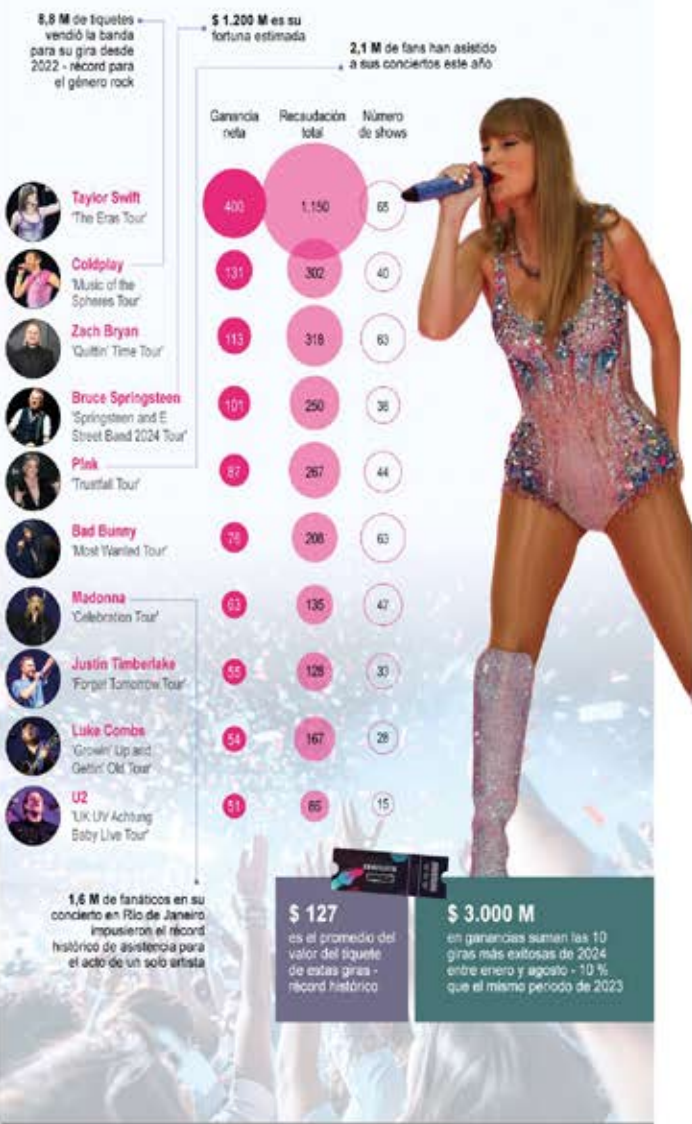 8,8 M de tiquetes
vendió la banda
para su gira desde
2022 - récord para
el género rock
$ 1.200 M es su
fortuna estimada
2,1 M de fans han asistido
a sus conciertos este año
Ganancia
neta
Recaudación
total
Número
de shows
Taylor Swift
'The Eras Tour'
400
1.150
65
Coldplay
'Music of the
Spheres Tour'
131
302
40
Zach Bryan
'Quittin' Time Tour'
113
318
63
Bruce Springsteen
'Springsteen and E
Street Band 2024 Tour'
101
250
36
P!nk
'Trustfall Tour'
87
267
44
Bad Bunny
'Most Wanted Tour'
76
208
63
Madonna
'Celebration Tour'
63
135
47
Justin Timberlake
'Forget Tomorrow Tour'
55
128
33
Luke Combs
'Growin' Up and
Gettin' Old Tour'
54
167
28
U2
'UK UV Achtung
Baby Live Tour'
51
86
15
1,6 M de fanáticos en su
concierto en Río de Janeiro
impusieron el récord
histórico de asistencia para
el acto de un solo artista
$ 127
es el promedio del
valor del tiquete
de estas giras -
récord histórico
$ 3.000 M
en ganancias suman las 10
giras más exitosas de 2024
entre enero y agosto - 10 %
que el mismo periodo de 2023